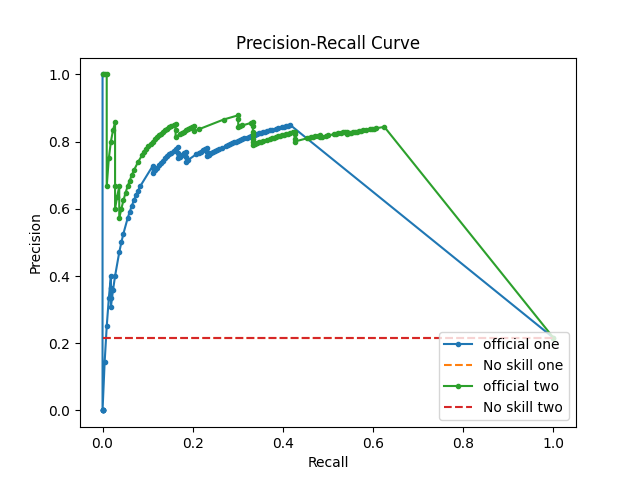 Precision-Recall Curve
1.0
0.8
0.6
0.4
0.2
0.0
Precision
0.0 0.2 0.4 0.6 0.8 1.0
Recall
official one
No skill one
official two
No skill two